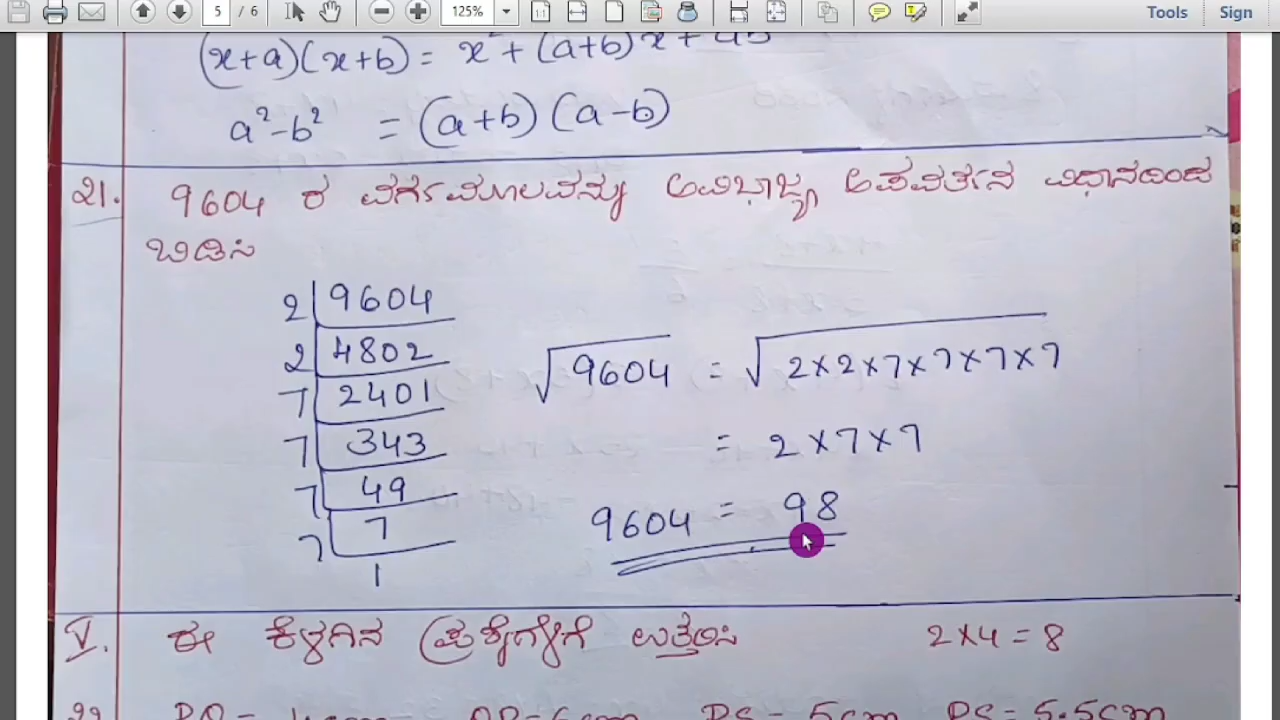 5 / 6 125% Tools Sign
(x+a)(x+b) = x² + (a+b)x + ab
a²-b² = (a+b) (a-b)
21. 9604 ರ ವರ್ಗಮೂಲವನ್ನು ಅವಿಭಾಜ್ಯ ಅಪವರ್ತನ ವಿಧಾನದಿಂದ
ಬಿಡಿಸಿ
2 | 9604
2 | 4802
7 | 2401
7 | 343
7 | 49
7 | 7
1
√9604 = √2×2×7×7×7×7
= 2×7×7
9604 = 98
V. ಈ ಕೆಳಗಿನ ಪ್ರಶ್ನೆಗಳಿಗೆ ಉತ್ತರಿಸಿ 2×4=8